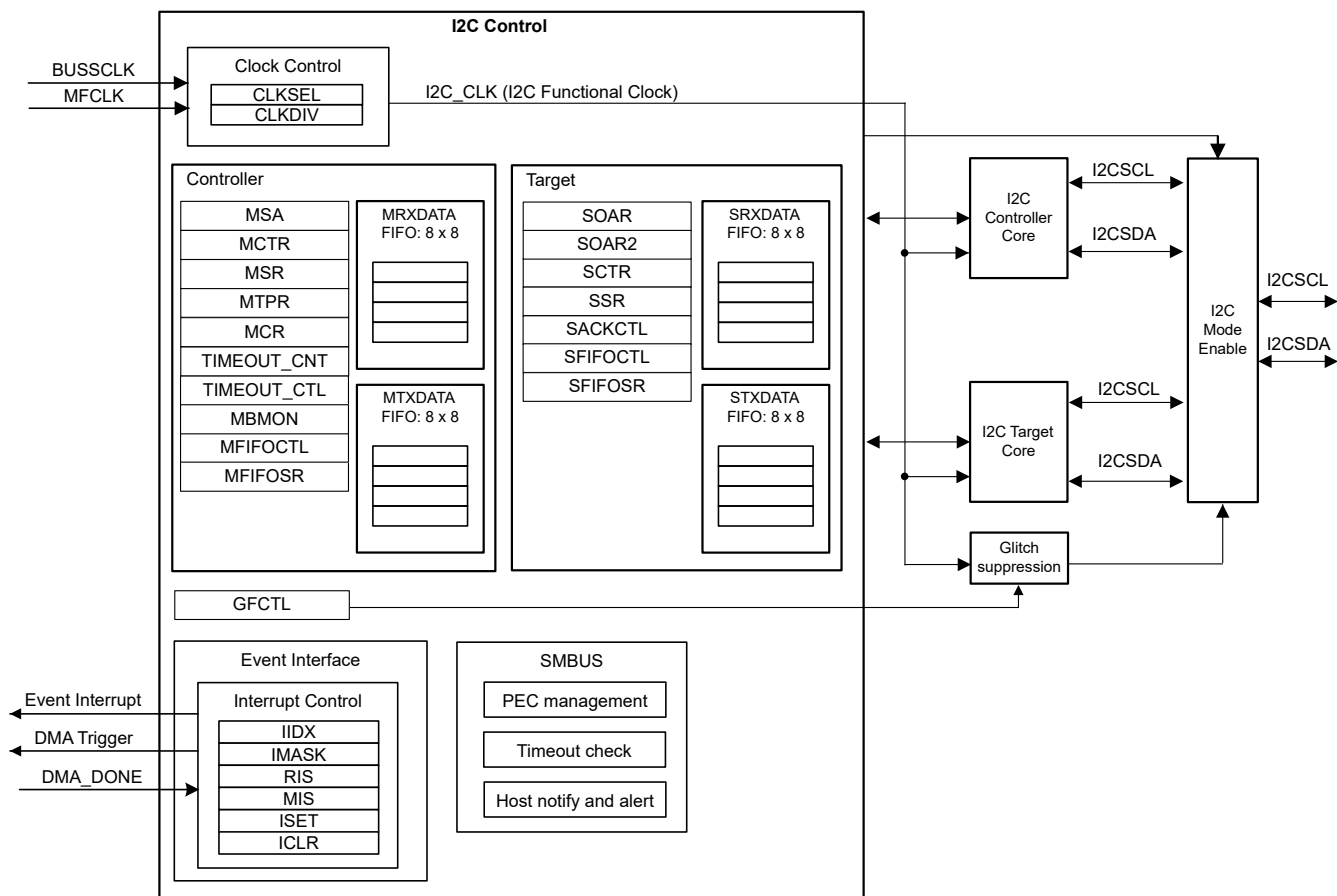 I2C Control
BUSSCLK
MFCLK
Clock Control
CLKSEL
CLKDIV
I2C_CLK (I2C Functional Clock)
Controller
MSA
MCTR
MSR
MTPR
MCR
TIMEOUT_CNT
TIMEOUT_CTL
MBMON
MFIFOCTL
MFIFOSR
MRXDATA
FIFO: 8 x 8
MTXDATA
FIFO: 8 x 8
Target
SOAR
SOAR2
SCTR
SSR
SACKCTL
SFIFOCTL
SFIFOSR
SRXDATA
FIFO: 8 x 8
STXDATA
FIFO: 8 x 8
I2C
Controller
Core
I2CSCL
I2CSDA
I2C Target
Core
I2CSCL
I2CSDA
I2C
Mode
Enable
I2CSCL
I2CSDA
Glitch
suppression
GFCTL
Event Interface
Interrupt Control
IIDX
IMASK
RIS
MIS
ISET
ICLR
Event Interrupt
DMA Trigger
DMA_DONE
SMBUS
PEC management
Timeout check
Host notify and alert